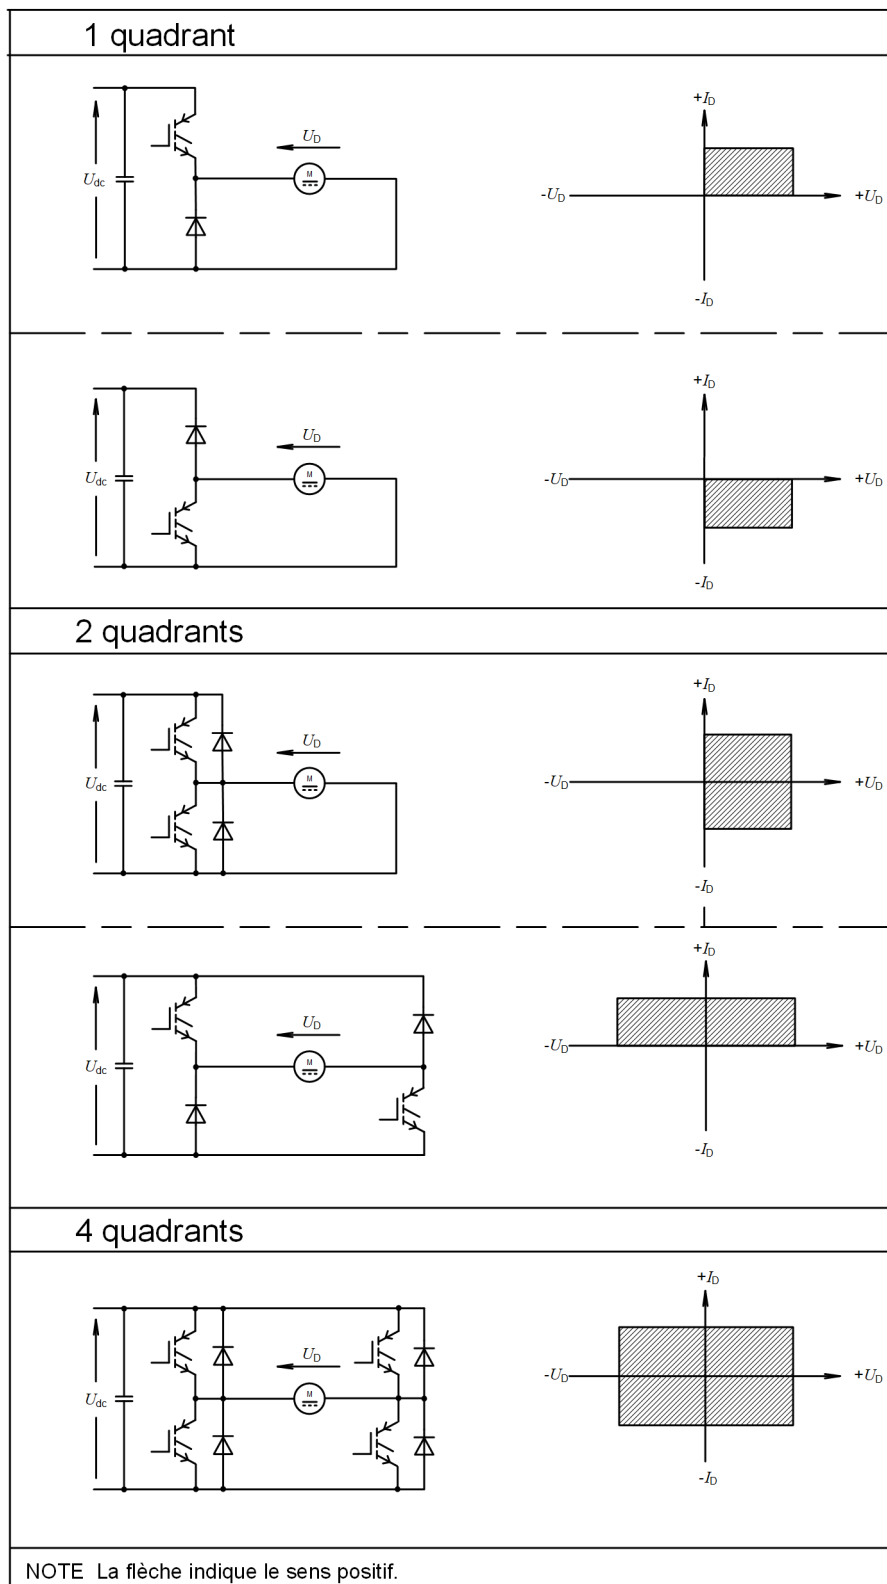 1 quadrant
U_dc
U_D
M
+I_D
-U_D
+U_D
-I_D
U_dc
U_D
M
+I_D
-U_D
+U_D
-I_D
2 quadrants
U_dc
U_D
M
+I_D
-U_D
+U_D
-I_D
U_dc
U_D
M
+I_D
-U_D
+U_D
-I_D
4 quadrants
U_dc
U_D
M
+I_D
-U_D
+U_D
-I_D
NOTE La flèche indique le sens positif.